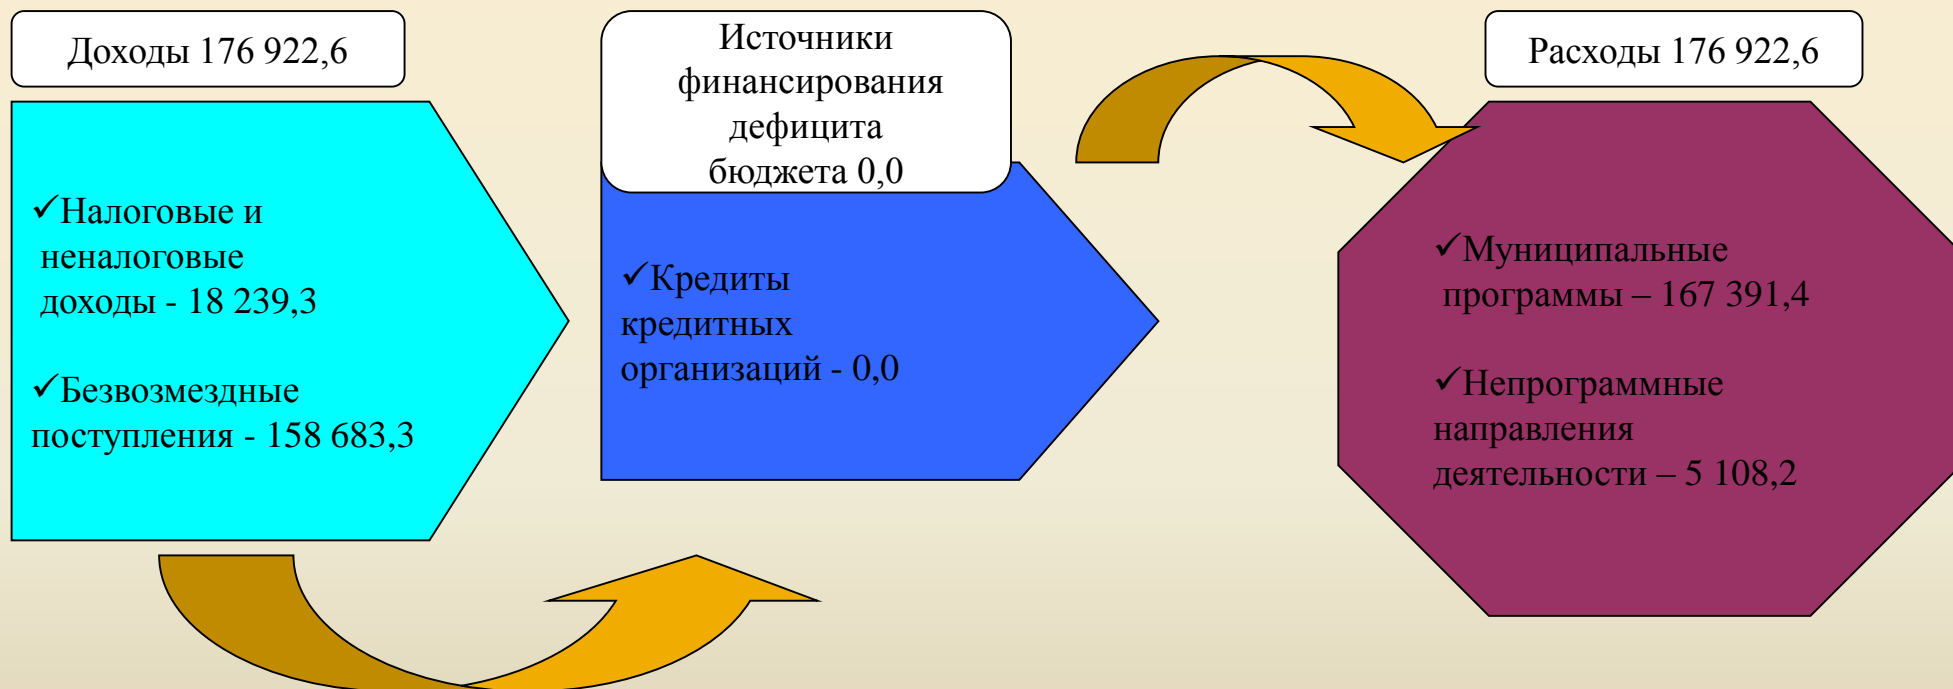 Доходы 176 922,6
✓Налоговые и
неналоговые
доходы - 18 239,3
✓Безвозмездные
поступления - 158 683,3
Источники
финансирования
дефицита
бюджета 0,0
✓Кредиты
кредитных
организаций - 0,0
Расходы 176 922,6
✓Муниципальные
программы – 167 391,4
✓Непрограммные
направления
деятельности – 5 108,2